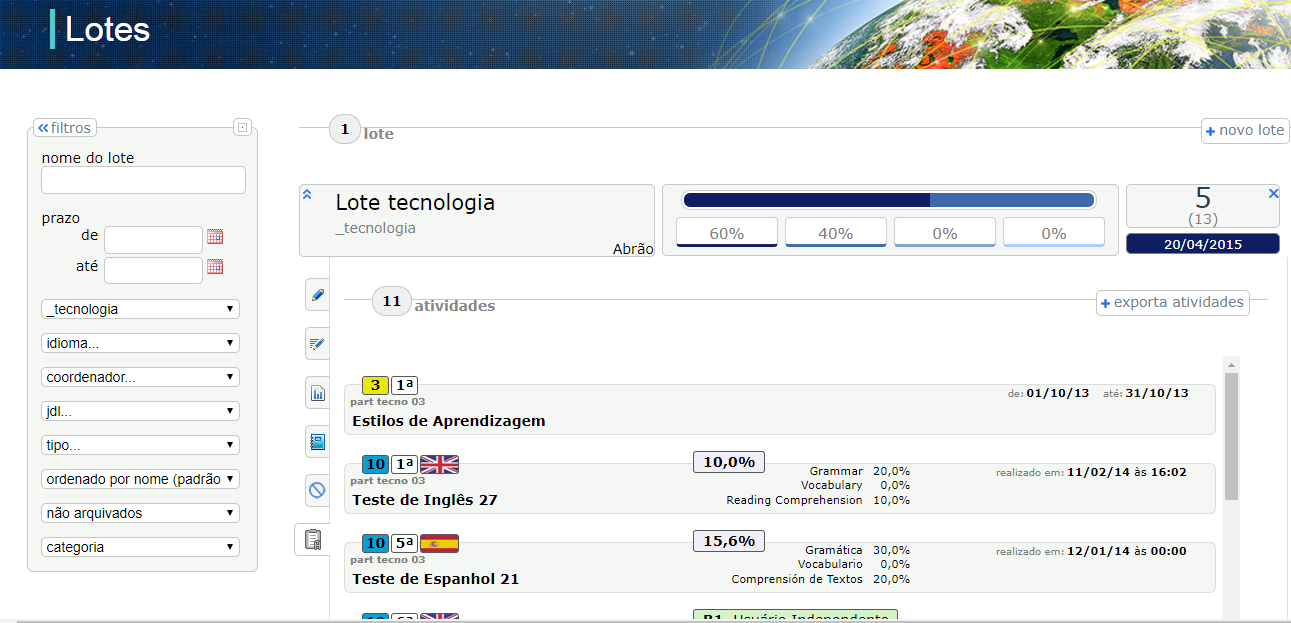 Lotes
filtros
nome do lote
prazo
de
até
_tecnologia
idioma...
coordenador...
jdl...
tipo...
ordenado por nome (padrão
não arquivados
categoria
1 lote
+ novo lote
Lote tecnologia
_tecnologia
Abrão
60% 40% 0% 0%
5
(13)
20/04/2015
11 atividades
+ exporta atividades
3 1ª
part tecno 03
Estilos de Aprendizagem
de: 01/10/13 até: 31/10/13
10 1ª
part tecno 03
Teste de Inglês 27
10,0%
Grammar 20,0%
Vocabulary 0,0%
Reading Comprehension 10,0%
realizado em: 11/02/14 às 16:02
10 5ª
part tecno 03
Teste de Espanhol 21
15,6%
Gramática 30,0%
Vocabulario 0,0%
Comprensión de Textos 20,0%
realizado em: 12/01/14 às 00:00
10 6ª
B1 Usuário Independente